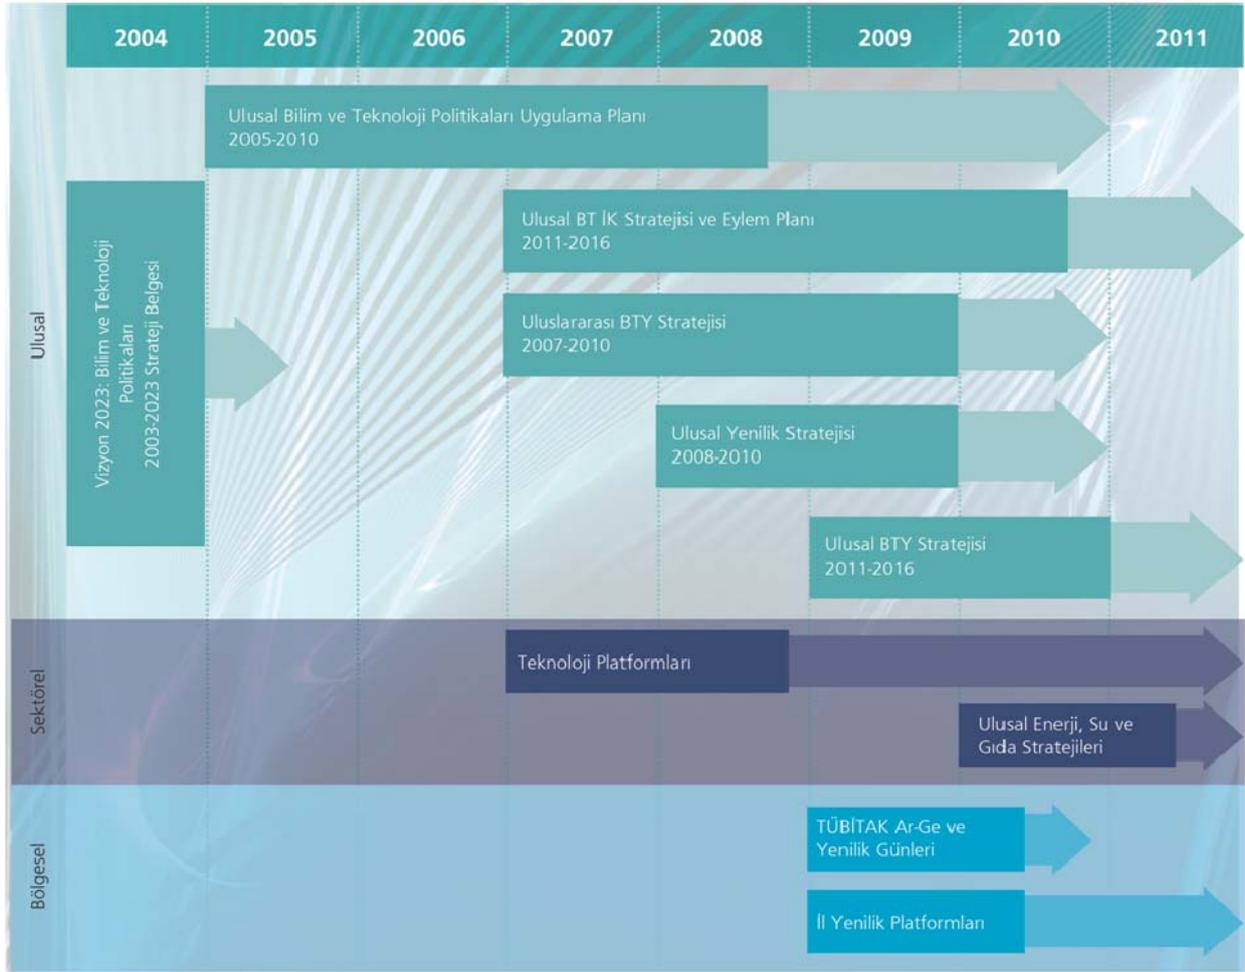 2004 2005 2006 2007 2008 2009 2010 2011
Ulusal
Ulusal Bilim ve Teknoloji Politikaları Uygulama Planı
2005-2010
Vizyon 2023: Bilim ve Teknoloji
Politikaları
2003-2023 Strateji Belgesi
Ulusal BT İK Stratejisi ve Eylem Planı
2011-2016
Uluslararası BTY Stratejisi
2007-2010
Ulusal Yenilik Stratejisi
2008-2010
Ulusal BTY Stratejisi
2011-2016
Sektörel
Teknoloji Platformları
Ulusal Enerji, Su ve
Gıda Stratejileri
Bölgesel
TÜBİTAK Ar-Ge ve
Yenilik Günleri
İl Yenilik Platformları